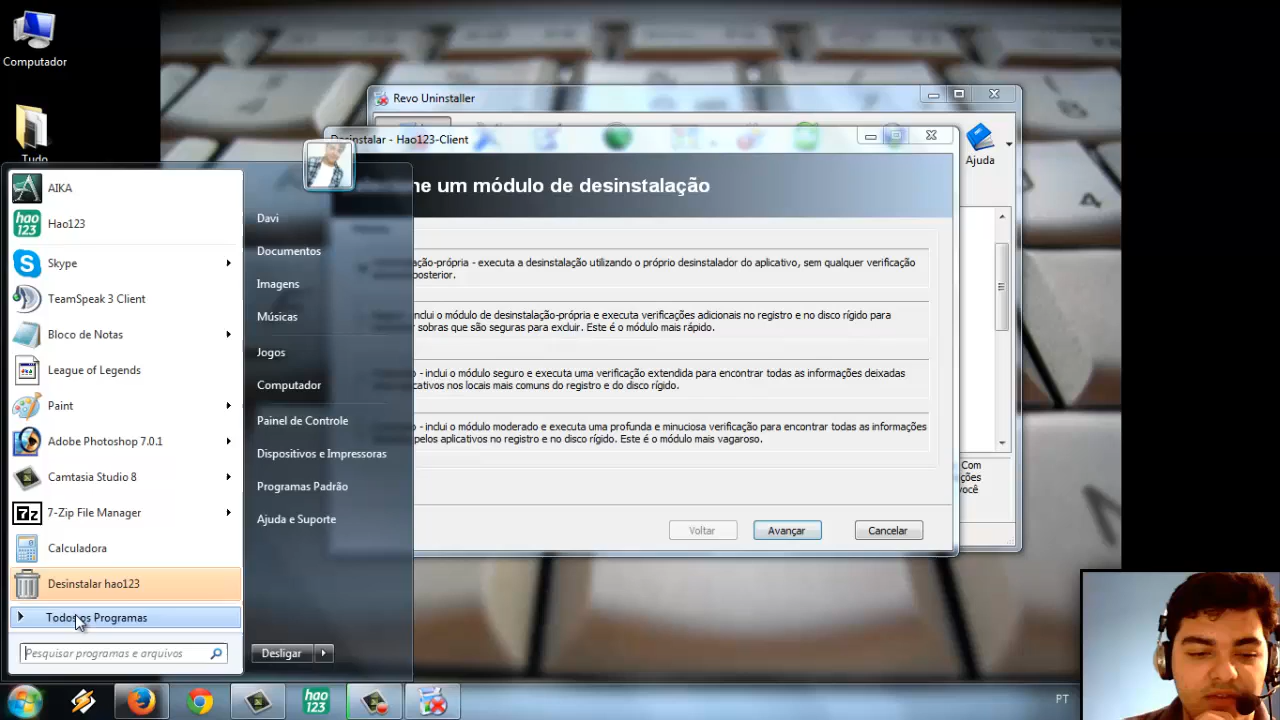 Computador
Tudo
Revo Uninstaller
Ajuda
Desinstalar - Hao123-Client
ne um módulo de desinstalação
ação-própria - executa a desinstalação utilizando o próprio desinstalador do aplicativo, sem qualquer verificação
posterior.
inclui o módulo de desinstalação-própria e executa verificações adicionais no registro e no disco rígido para
sobras que são seguras para excluir. Este é o módulo mais rápido.
o - inclui o módulo seguro e executa uma verificação extendida para encontrar todas as informações deixadas
icativos nos locais mais comuns do registro e do disco rígido.
o - inclui o módulo moderado e executa uma profunda e minuciosa verificação para encontrar todas as informações
pelos aplicativos no registro e no disco rígido. Este é o módulo mais vagaroso.
Com
ções
você
Voltar
Avançar
Cancelar
AIKA
hao
123
Hao123
Skype
TeamSpeak 3 Client
Bloco de Notas
League of Legends
Paint
Adobe Photoshop 7.0.1
Camtasia Studio 8
7z
7-Zip File Manager
Calculadora
Desinstalar hao123
Todos os Programas
Pesquisar programas e arquivos
Davi
Documentos
Imagens
Músicas
Jogos
Computador
Painel de Controle
Dispositivos e Impressoras
Programas Padrão
Ajuda e Suporte
Desligar
hao
123
PT